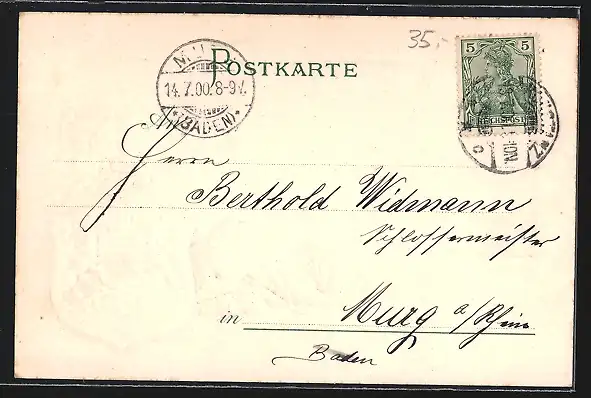 35,-
POSTKARTE
5 5
REICHSPOST
14.7.00.8-9V.
*(BADEN)*
Herrn
Berthold Widmann
Schlossermeister
in Murg a/Rhein
Baden